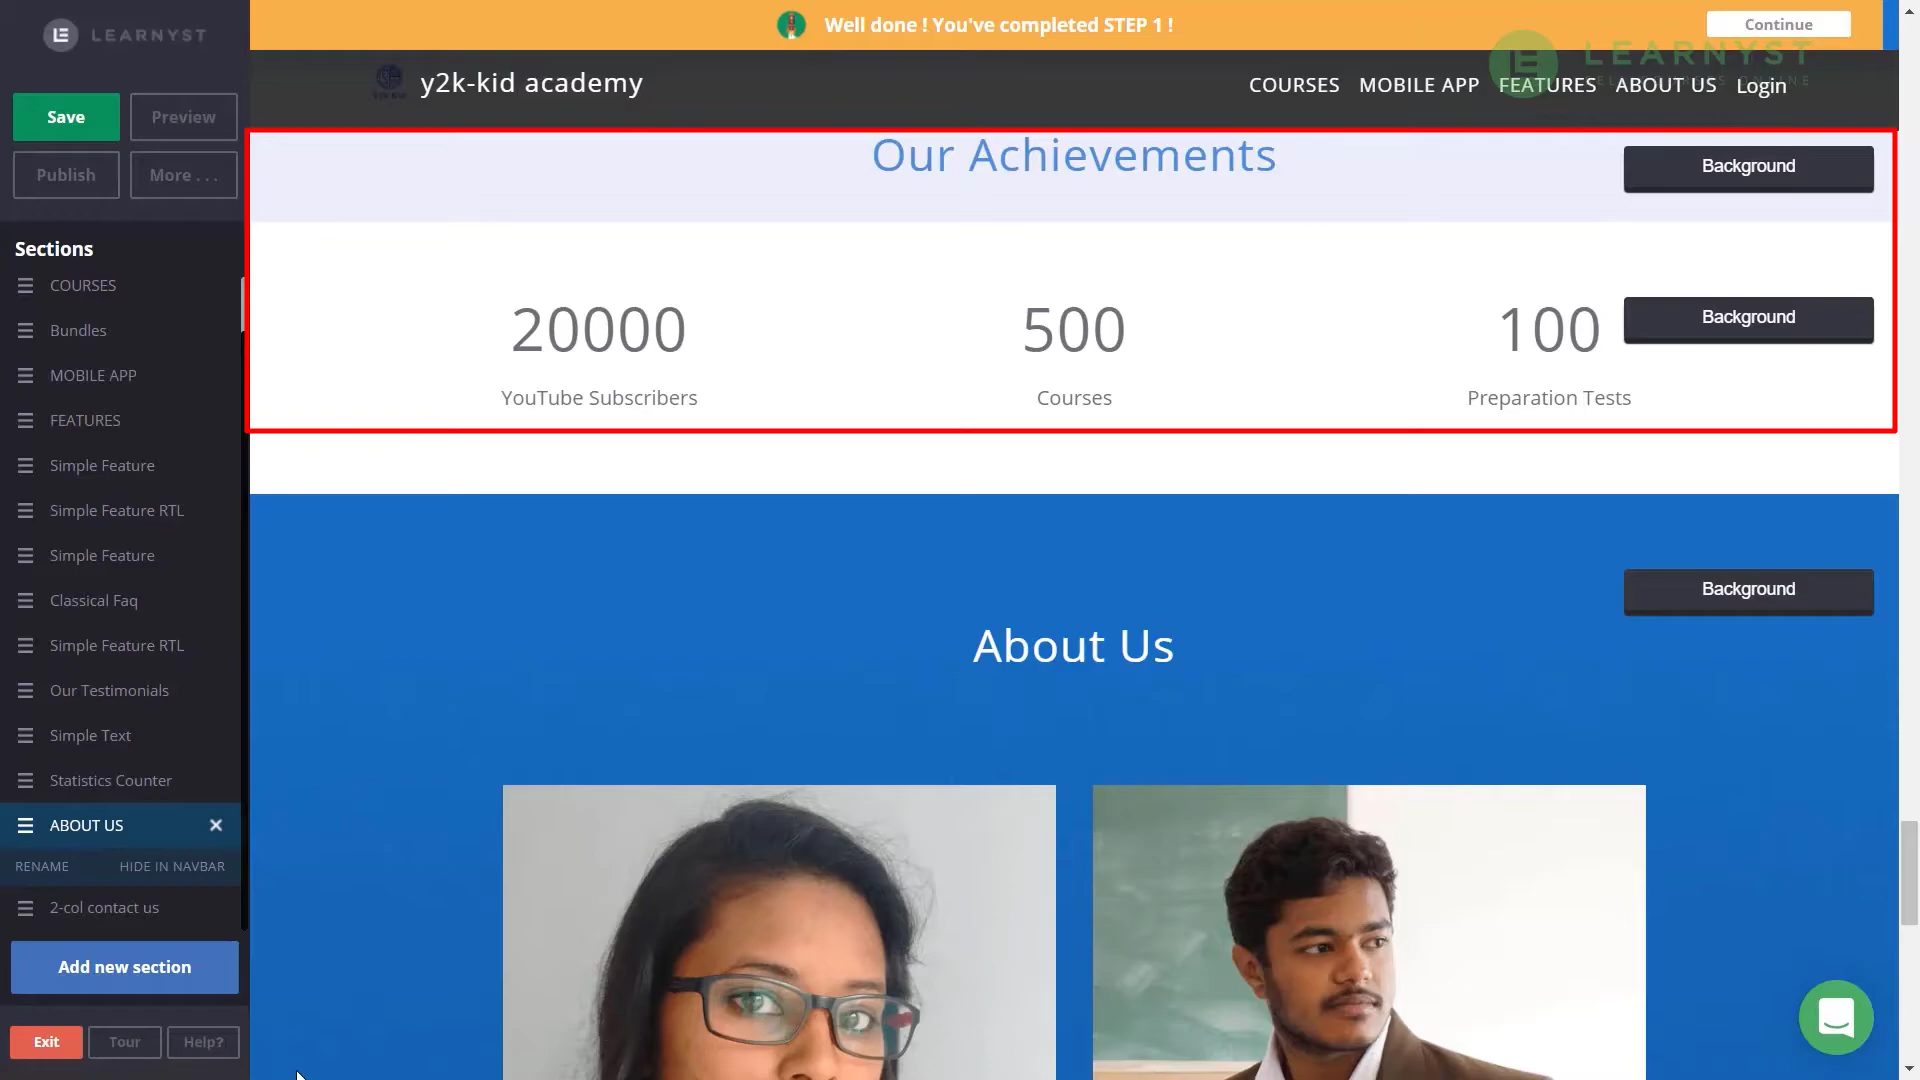 LE LEARNYST
Save
Preview
Publish
More . . .
Sections
COURSES
Bundles
MOBILE APP
FEATURES
Simple Feature
Simple Feature RTL
Simple Feature
Classical Faq
Simple Feature RTL
Our Testimonials
Simple Text
Statistics Counter
ABOUT US
RENAME
HIDE IN NAVBAR
2-col contact us
Add new section
Exit
Tour
Help?
Well done ! You've completed STEP 1 !
Continue
LEARNYST
y2k-kid academy
COURSES MOBILE APP FEATURES ABOUT US Login
Our Achievements
Background
20000
500
100
Background
YouTube Subscribers
Courses
Preparation Tests
Background
About Us